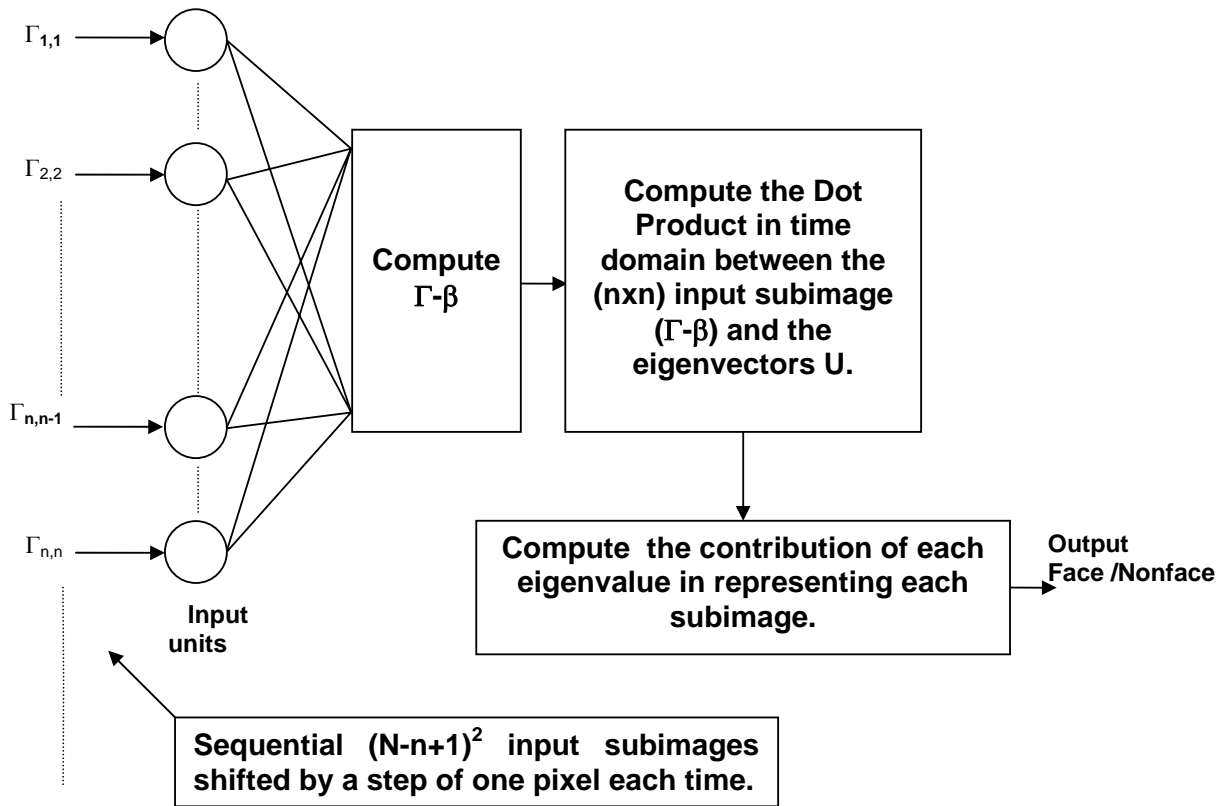 Γ1,1
Γ2,2
Γn,n-1
Γn,n
Input
units
Compute
Γ-β
Compute the Dot
Product in time
domain between the
(nxn) input subimage
(Γ-β) and the
eigenvectors U.
Compute the contribution of each
eigenvalue in representing each
subimage.
Output
Face /Nonface
Sequential (N-n+1)² input subimages
shifted by a step of one pixel each time.